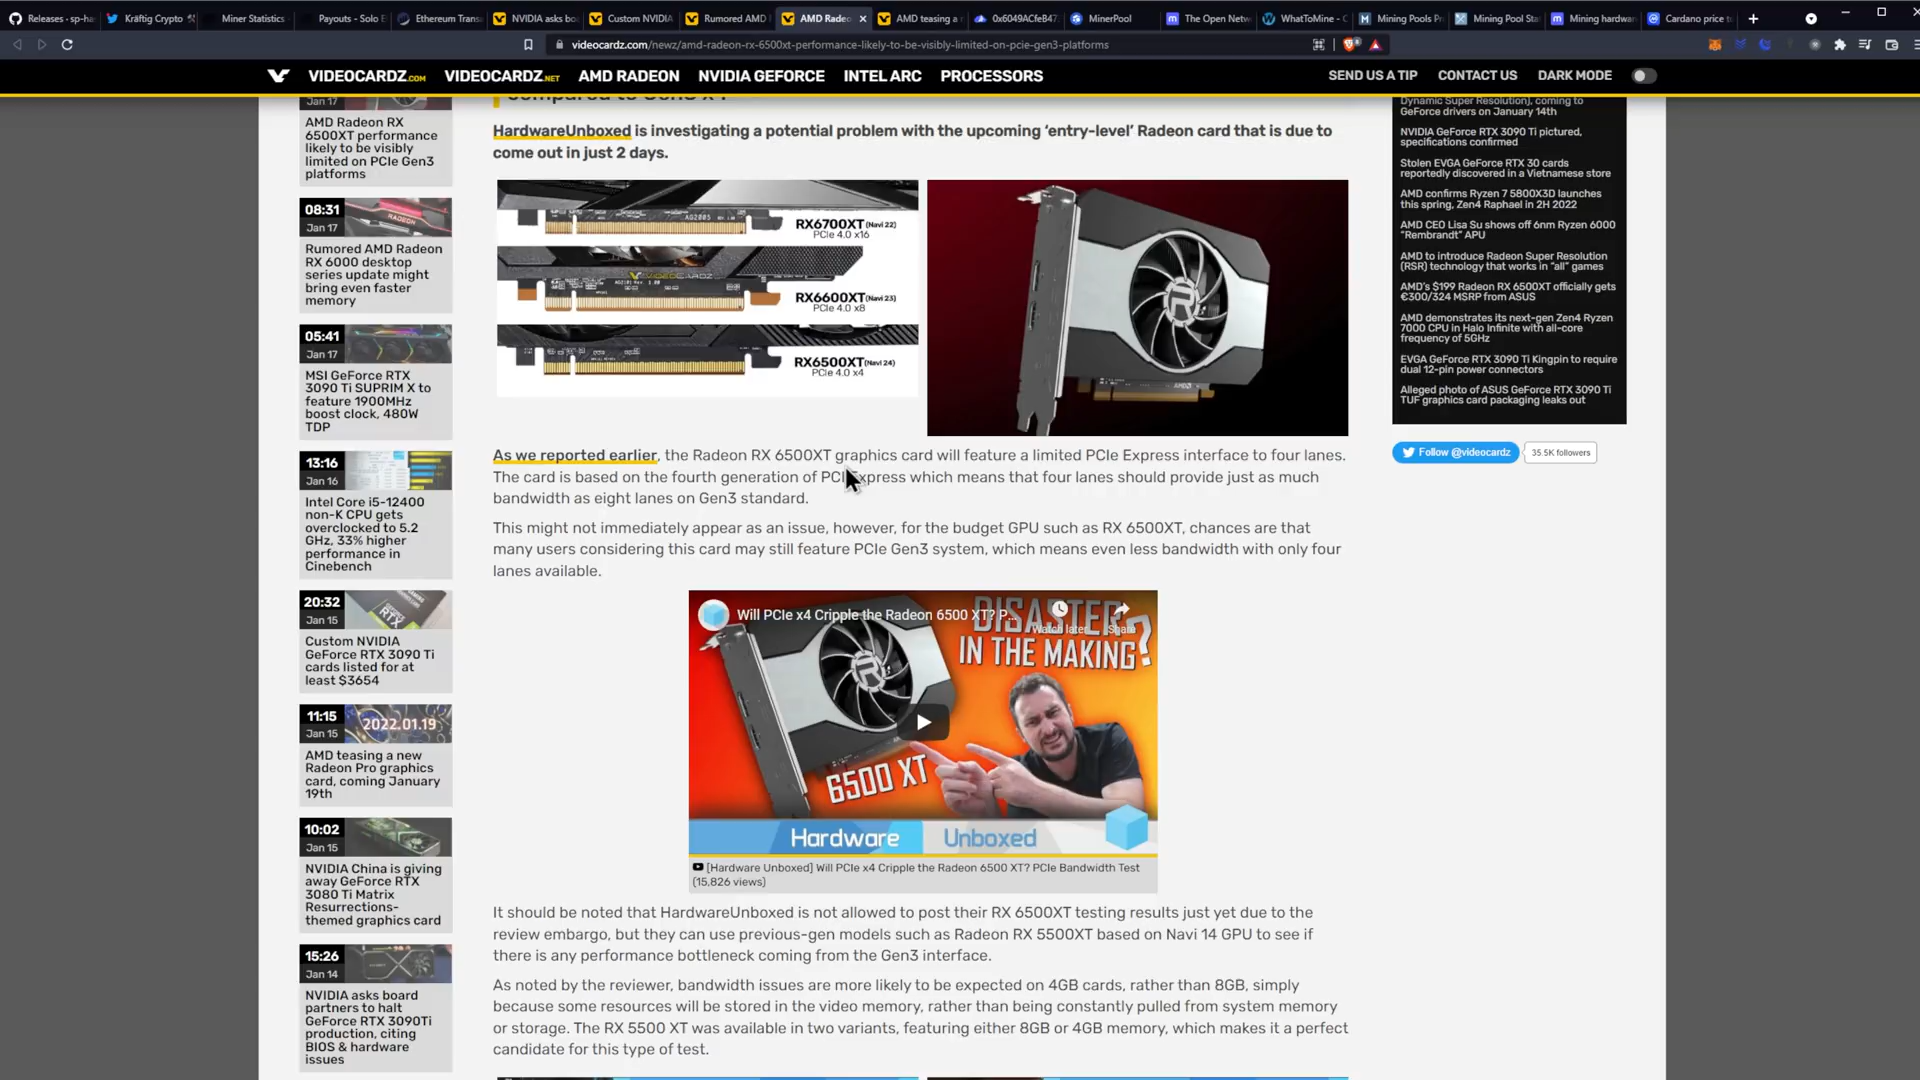 Releases - sp-ha
Kräftig Crypto
Miner Statistics
Payouts - Solo E
Ethereum Trans
NVIDIA asks bo
Custom NVIDIA
Rumored AMD
AMD Rade
AMD teasing a
0x6049ACfeB47
MinerPool
The Open Netw
WhatToMine - C
Mining Pools P
Mining Pool Sta
Mining hardwa
Cardano price t
videocardz.com/newz/amd-radeon-rx-6500xt-performance-likely-to-be-visibly-limited-on-pcie-gen3-platforms
VIDEOCARDZ.COM VIDEOCARDZ.NET AMD RADEON NVIDIA GEFORCE INTEL ARC PROCESSORS
SEND US A TIP CONTACT US DARK MODE
Jan 17
AMD Radeon RX
6500XT performance
likely to be visibly
limited on PCIe Gen3
platforms
08:31
Jan 17
RADEON
Rumored AMD Radeon
RX 6000 desktop
series update might
bring even faster
memory
05:41
Jan 17
MSI GeForce RTX
3090 Ti SUPRIM X to
feature 1900MHz
boost clock, 480W
TDP
13:16
Jan 16
Intel Core i5-12400
non-K CPU gets
overclocked to 5.2
GHz, 33% higher
performance in
Cinebench
20:32
Jan 15
RTX
Custom NVIDIA
GeForce RTX 3090 Ti
cards listed for at
least $3654
11:15
Jan 15
2022.01.19
AMD teasing a new
Radeon Pro graphics
card, coming January
19th
10:02
Jan 15
NVIDIA China is giving
away GeForce RTX
3080 Ti Matrix
Resurrections-
themed graphics card
15:26
Jan 14
NVIDIA asks board
partners to halt
GeForce RTX 3090Ti
production, citing
BIOS & hardware
issues
compared to Gen3 x4
HardwareUnboxed is investigating a potential problem with the upcoming ‘entry-level’ Radeon card that is due to
come out in just 2 days.
RX6700XT (Navi 22)
PCIe 4.0 x16
VIDEOCARDZ
RX6600XT (Navi 23)
PCIe 4.0 x8
RX6500XT (Navi 24)
PCIe 4.0 x4
As we reported earlier, the Radeon RX 6500XT graphics card will feature a limited PCIe Express interface to four lanes.
The card is based on the fourth generation of PCI Express which means that four lanes should provide just as much
bandwidth as eight lanes on Gen3 standard.
This might not immediately appear as an issue, however, for the budget GPU such as RX 6500XT, chances are that
many users considering this card may still feature PCIe Gen3 system, which means even less bandwidth with only four
lanes available.
Will PCIe x4 Cripple the Radeon 6500 XT? P...
Watch later
Share
DISASTER
IN THE MAKING?
6500 XT
Hardware Unboxed
[Hardware Unboxed] Will PCIe x4 Cripple the Radeon 6500 XT? PCIe Bandwidth Test
(15,826 views)
It should be noted that HardwareUnboxed is not allowed to post their RX 6500XT testing results just yet due to the
review embargo, but they can use previous-gen models such as Radeon RX 5500XT based on Navi 14 GPU to see if
there is any performance bottleneck coming from the Gen3 interface.
As noted by the reviewer, bandwidth issues are more likely to be expected on 4GB cards, rather than 8GB, simply
because some resources will be stored in the video memory, rather than being constantly pulled from system memory
or storage. The RX 5500 XT was available in two variants, featuring either 8GB or 4GB memory, which makes it a perfect
candidate for this type of test.
Dynamic Super Resolution), coming to
GeForce drivers on January 14th
NVIDIA GeForce RTX 3090 Ti pictured,
specifications confirmed
Stolen EVGA GeForce RTX 30 cards
reportedly discovered in a Vietnamese store
AMD confirms Ryzen 7 5800X3D launches
this spring, Zen4 Raphael in 2H 2022
AMD CEO Lisa Su shows off 6nm Ryzen 6000
“Rembrandt” APU
AMD to introduce Radeon Super Resolution
(RSR) technology that works in “all” games
AMD's $199 Radeon RX 6500XT officially gets
€300/324 MSRP from ASUS
AMD demonstrates its next-gen Zen4 Ryzen
7000 CPU in Halo Infinite with all-core
frequency of 5GHz
EVGA GeForce RTX 3090 Ti Kingpin to require
dual 12-pin power connectors
Alleged photo of ASUS GeForce RTX 3090 Ti
TUF graphics card packaging leaks out
Follow @videocardz
35.5K followers